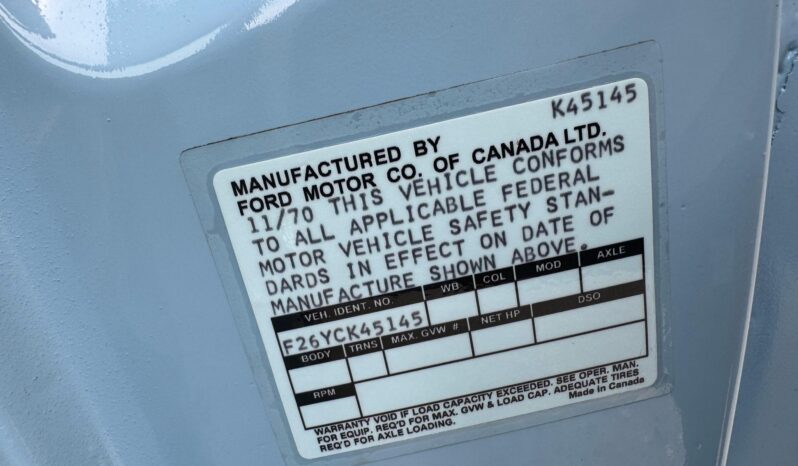 K45145
MANUFACTURED BY
FORD MOTOR CO. OF CANADA LTD.
11/70 THIS VEHICLE CONFORMS
TO ALL APPLICABLE FEDERAL
MOTOR VEHICLE SAFETY STAN-
DARDS IN EFFECT ON DATE OF
MANUFACTURE SHOWN ABOVE.
VEH. IDENT. NO. WB COL MOD AXLE
F26YCK45145
BODY TRNS MAX. GVW # NET HP DSO
RPM
WARRANTY VOID IF LOAD CAPACITY EXCEEDED. SEE OPER. MAN.
FOR EQUIP. REQ'D FOR MAX. GVW & LOAD CAP. ADEQUATE TIRES
REQ'D FOR AXLE LOADING. Made in Canada